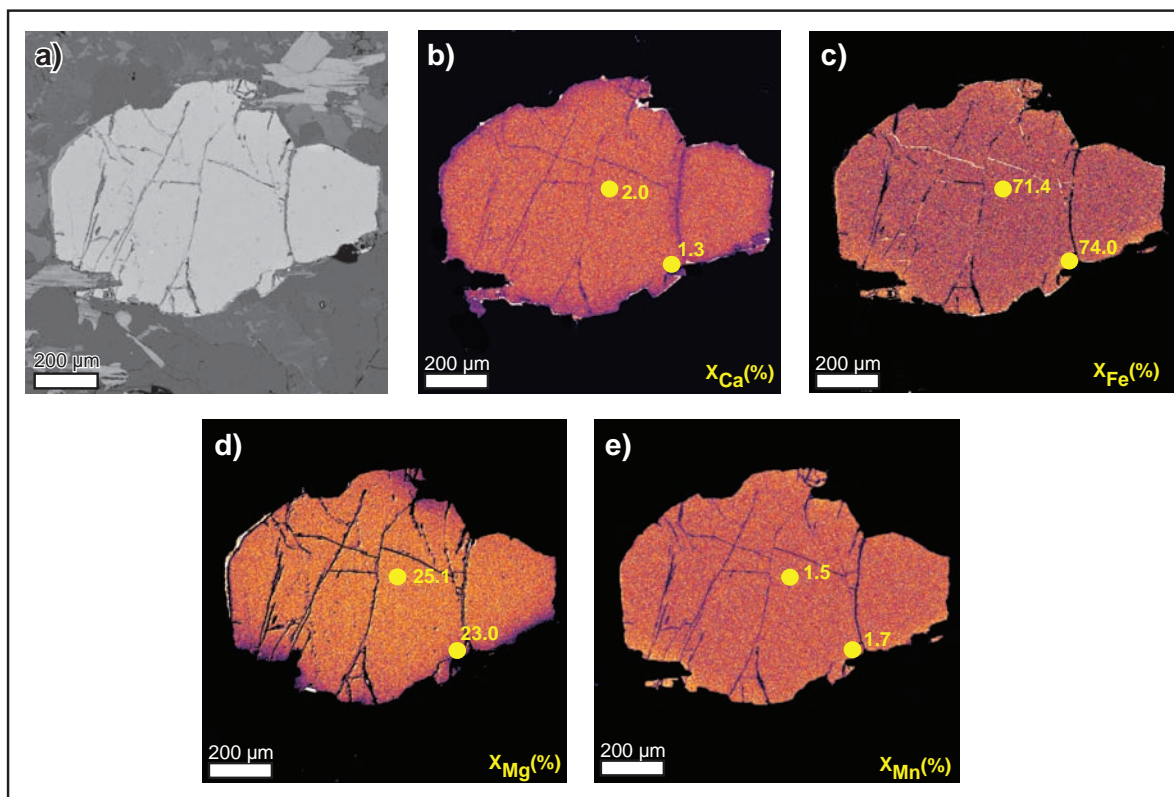 a)
200 µm
b)
2.0
1.3
200 µm
XCa(%)
c)
71.4
74.0
200 µm
XFe(%)
d)
25.1
23.0
200 µm
XMg(%)
e)
1.5
1.7
200 µm
XMn(%)